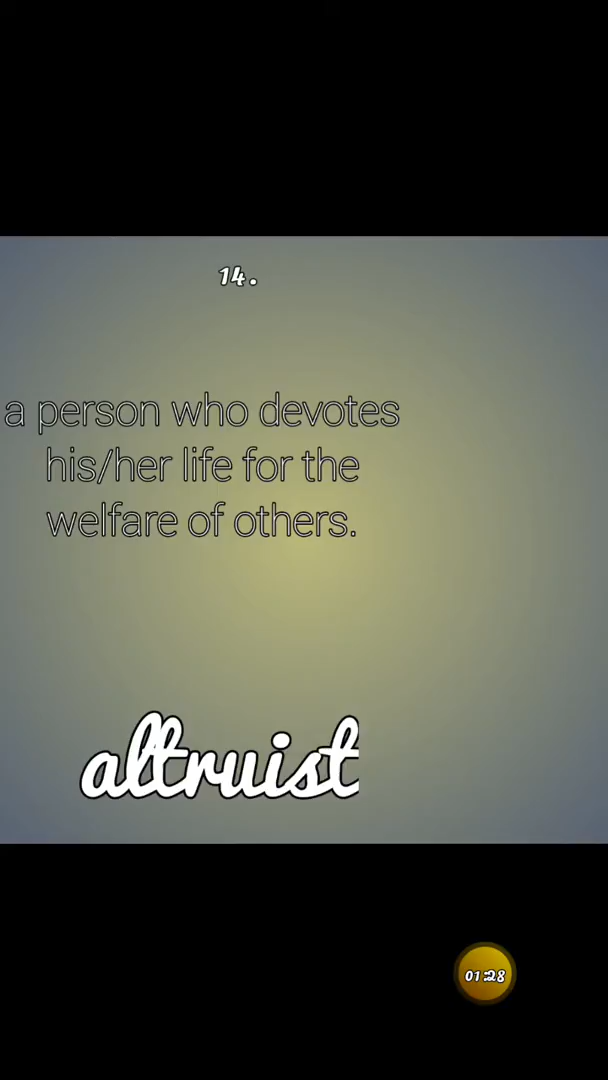 14.
a person who devotes
his/her life for the
welfare of others.
altruist
01:28